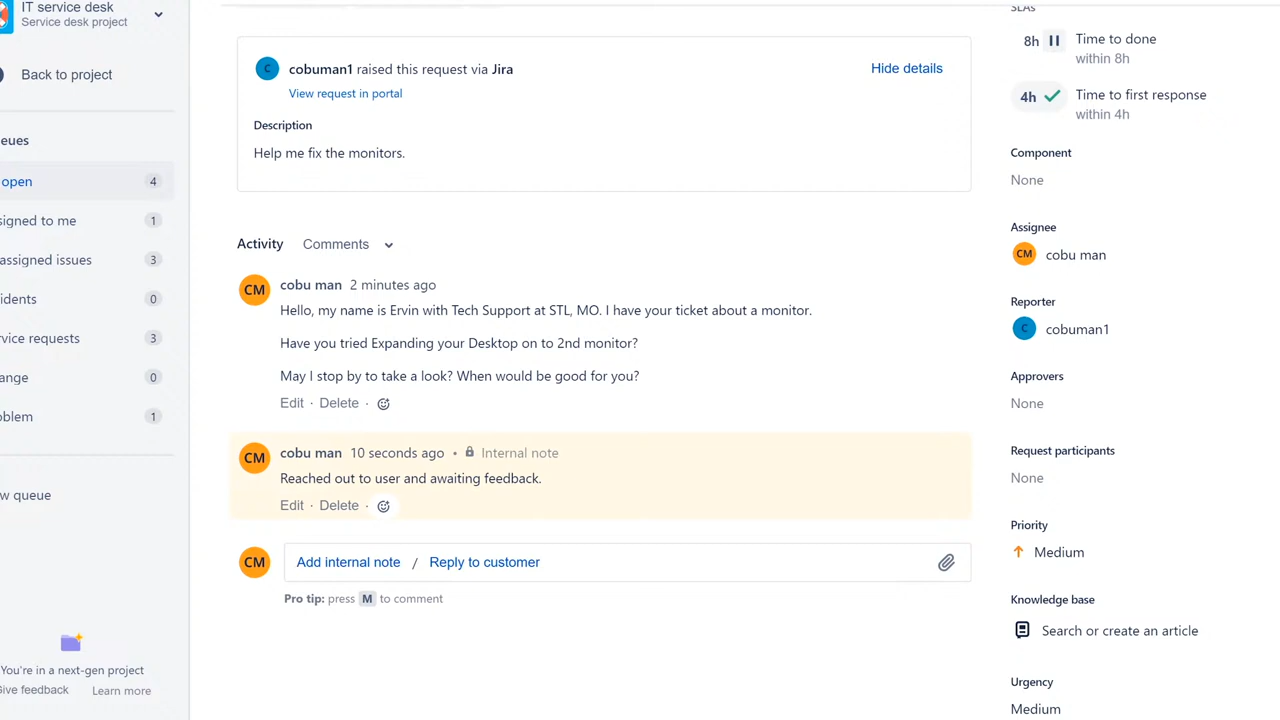 IT service desk
Service desk project
Back to project
eues
open 4
signed to me 1
assigned issues 3
idents 0
rvice requests 3
ange 0
oblem 1
w queue
You're in a next-gen project
Give feedback Learn more
C cobuman1 raised this request via Jira
Hide details
View request in portal
Description
Help me fix the monitors.
Activity Comments
CM cobu man 2 minutes ago
Hello, my name is Ervin with Tech Support at STL, MO. I have your ticket about a monitor.
Have you tried Expanding your Desktop on to 2nd monitor?
May I stop by to take a look? When would be good for you?
Edit · Delete ·
CM cobu man 10 seconds ago • Internal note
Reached out to user and awaiting feedback.
Edit · Delete ·
CM Add internal note / Reply to customer
Pro tip: press M to comment
SLAs
8h Time to done
within 8h
4h Time to first response
within 4h
Component
None
Assignee
CM cobu man
Reporter
C cobuman1
Approvers
None
Request participants
None
Priority
Medium
Knowledge base
Search or create an article
Urgency
Medium